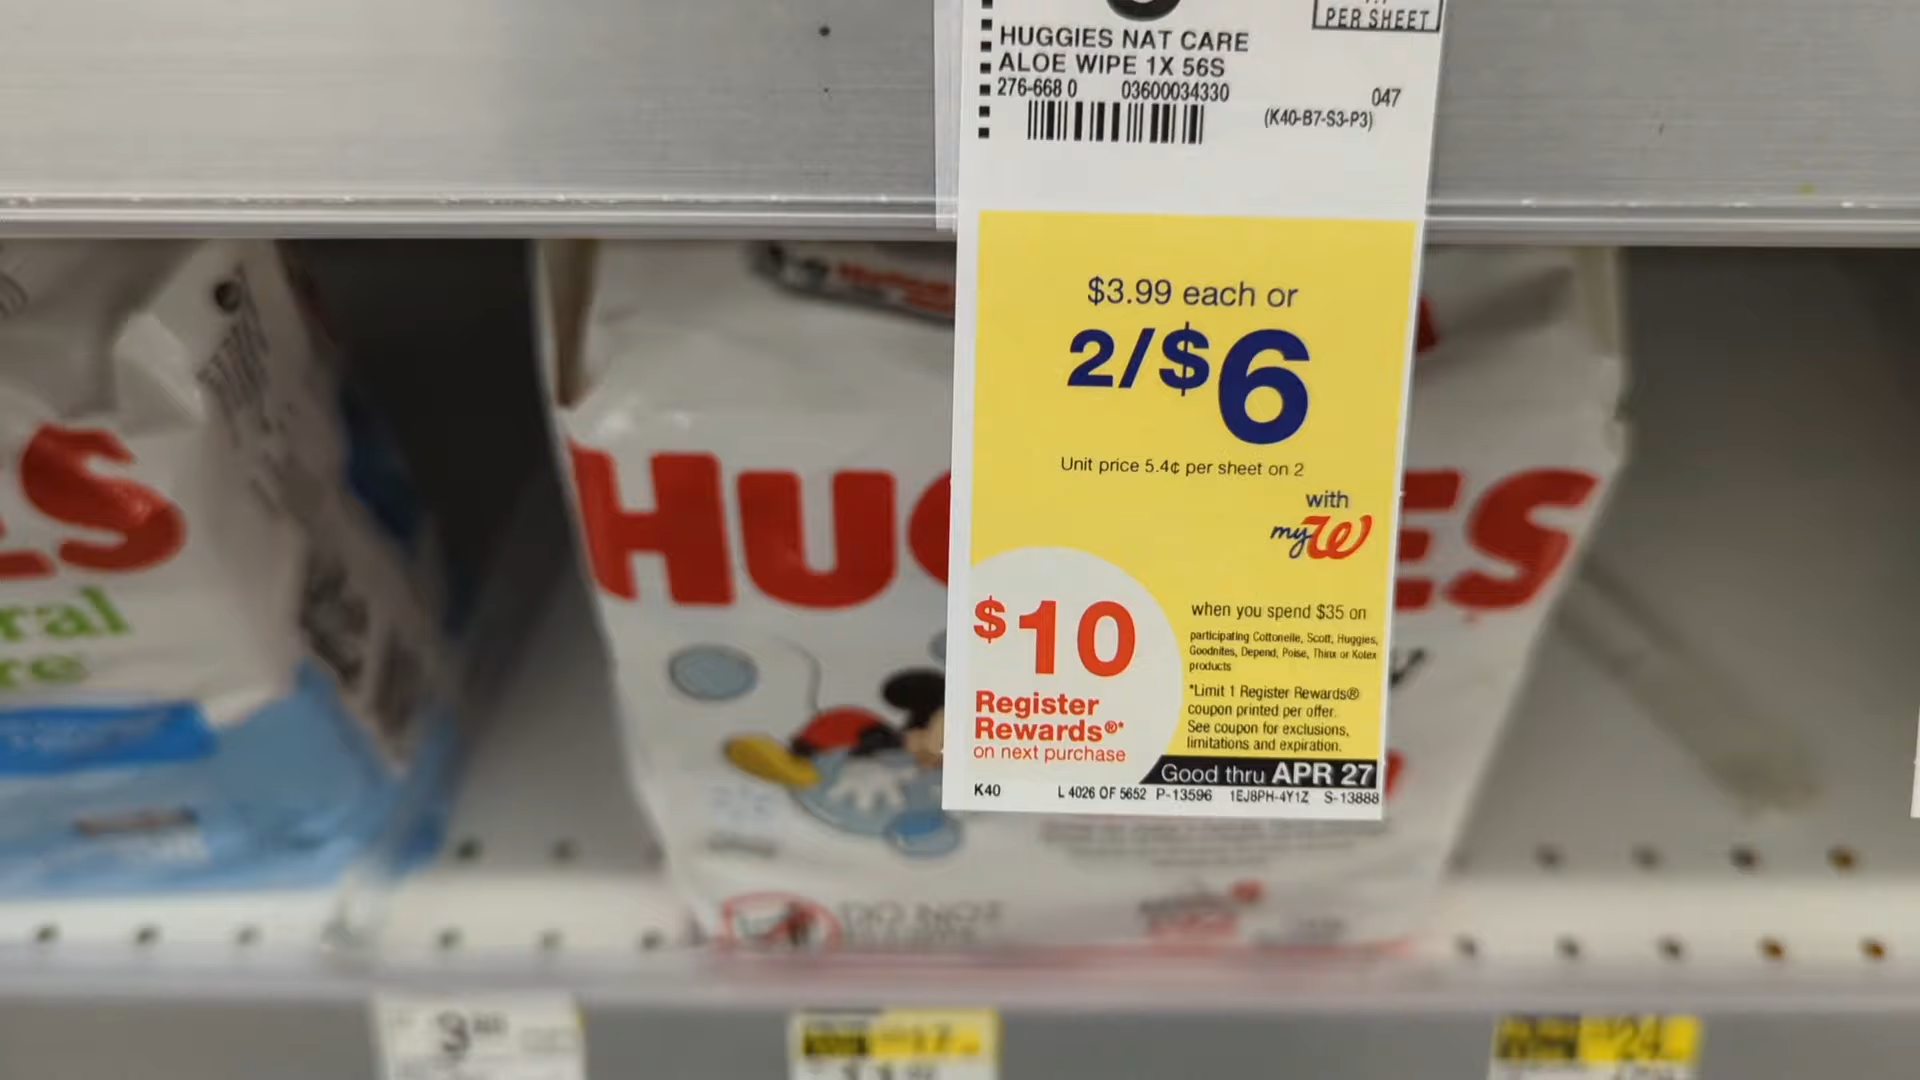 PER SHEET
HUGGIES NAT CARE
ALOE WIPE 1X 56S
276-668 0 03600034330
047
(K40-B7-S3-P3)
$3.99 each or
2/$6
Unit price 5.4¢ per sheet on 2
with
myW
$10
Register
Rewards®*
on next purchase
when you spend $35 on
participating Cottonelle, Scott, Huggies,
Goodnites, Depend, Poise, Thinx or Kotex
products
*Limit 1 Register Rewards®
coupon printed per offer.
See coupon for exclusions,
limitations and expiration.
Good thru APR 27
K40 L 4026 OF 5652 P-13596 1EJ8PH-4Y1Z S-13888
HU ES
DO NOT